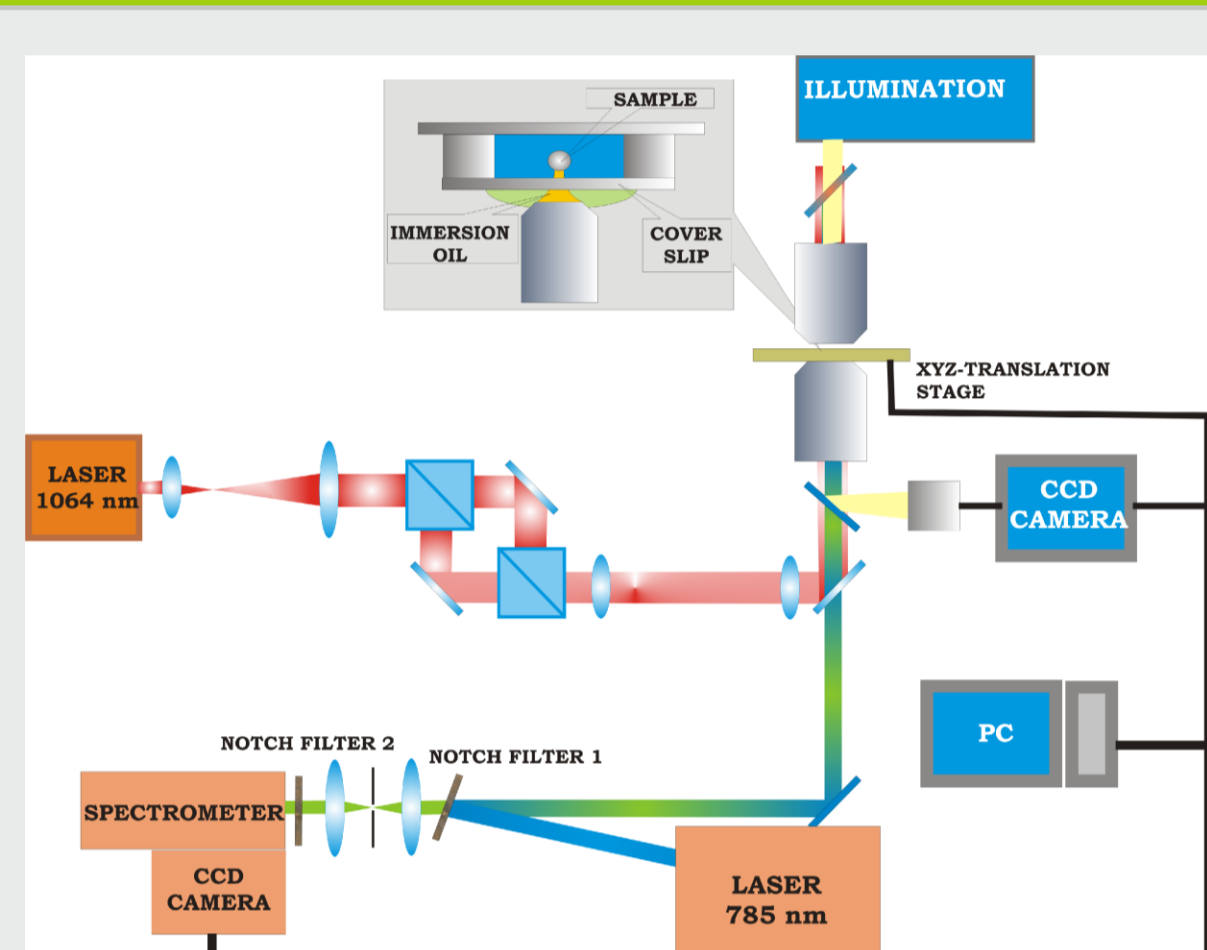 ILLUMINATION
SAMPLE
IMMERSION
OIL
COVER
SLIP
XYZ-TRANSLATION
STAGE
LASER
1064 nm
CCD
CAMERA
PC
NOTCH FILTER 2
NOTCH FILTER 1
SPECTROMETER
CCD
CAMERA
LASER
785 nm